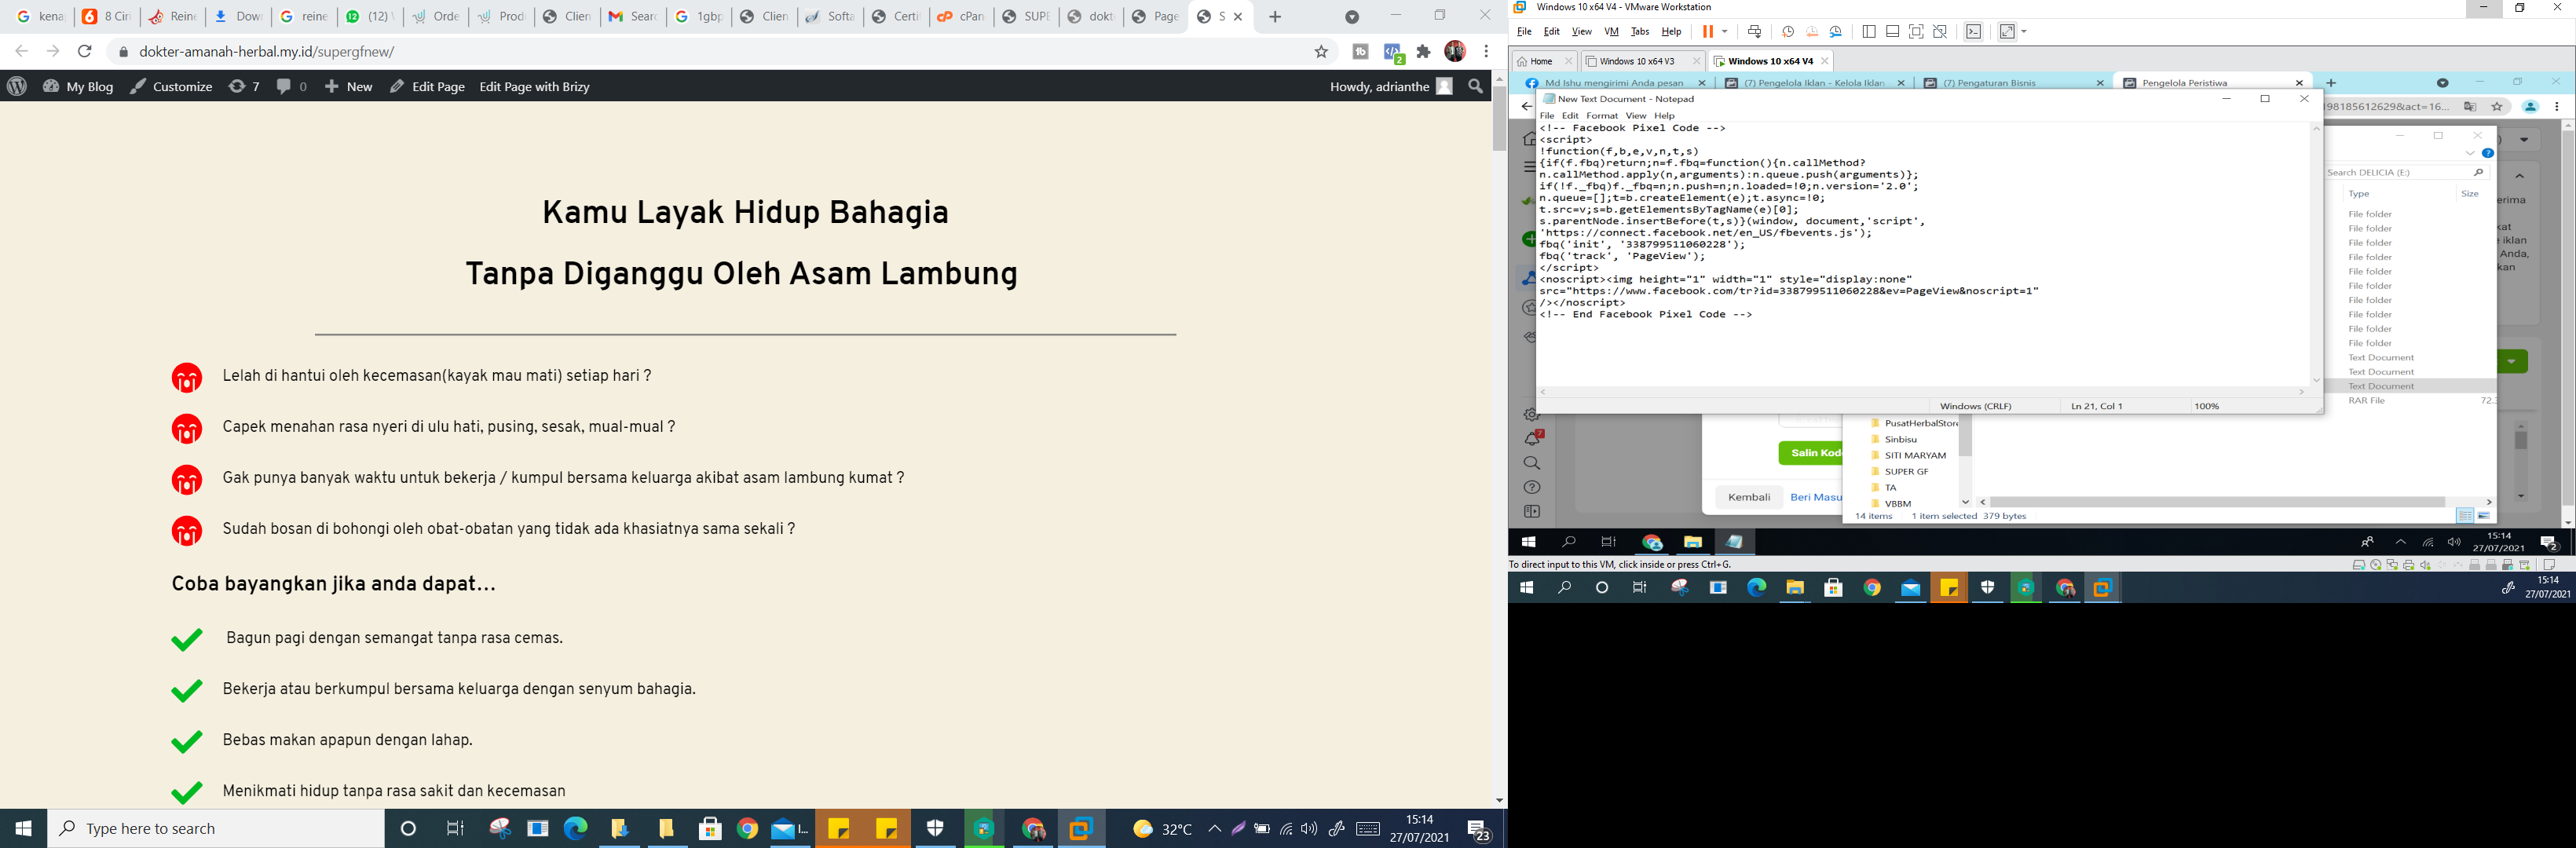 kena
8 Cir
Rein
Dow
reine
(12) 
Orde
Prod
Clien
Searc
1gbp
Clien
Softa
Certi
cPan
SUPE
dokt
Page
S
dokter-amanah-herbal.my.id/supergfnew/
My Blog
Customize
7
0
New
Edit Page
Edit Page with Brizy
Howdy, adrianthe
Kamu Layak Hidup Bahagia
Tanpa Diganggu Oleh Asam Lambung
Lelah di hantui oleh kecemasan(kayak mau mati) setiap hari ?
Capek menahan rasa nyeri di ulu hati, pusing, sesak, mual-mual ?
Gak punya banyak waktu untuk bekerja / kumpul bersama keluarga akibat asam lambung kumat ?
Sudah bosan di bohongi oleh obat-obatan yang tidak ada khasiatnya sama sekali ?
Coba bayangkan jika anda dapat...
Bagun pagi dengan semangat tanpa rasa cemas.
Bekerja atau berkumpul bersama keluarga dengan senyum bahagia.
Bebas makan apapun dengan lahap.
Menikmati hidup tanpa rasa sakit dan kecemasan
Type here to search
32°C
15:14
27/07/2021
23
Windows 10 x64 V4 - VMware Workstation
File Edit View VM Tabs Help
Home
Windows 10 x64 V3
Windows 10 x64 V4
Md Ishu mengirimi Anda pesan
(7) Pengelola Iklan - Kelola Iklan
(7) Pengaturan Bisnis
Pengelola Peristiwa
198185612629&act=16...
New Text Document - Notepad
File Edit Format View Help
<!-- Facebook Pixel Code -->
<script>
!function(f,b,e,v,n,t,s)
{if(f.fbq)return;n=f.fbq=function(){n.callMethod?
n.callMethod.apply(n,arguments):n.queue.push(arguments)};
if(!f._fbq)f._fbq=n;n.push=n;n.loaded=!0;n.version='2.0';
n.queue=[];t=b.createElement(e);t.async=!0;
t.src=v;s=b.getElementsByTagName(e)[0];
s.parentNode.insertBefore(t,s)}(window, document,'script',
'https://connect.facebook.net/en_US/fbevents.js');
fbq('init', '338799511060228');
fbq('track', 'PageView');
</script>
<noscript><img height="1" width="1" style="display:none"
src="https://www.facebook.com/tr?id=338799511060228&ev=PageView&noscript=1"
/></noscript>
<!-- End Facebook Pixel Code -->
Windows (CRLF)
Ln 21, Col 1
100%
Search DELICIA (E:)
Type
Size
File folder
File folder
File folder
File folder
File folder
File folder
File folder
File folder
File folder
File folder
Text Document
Text Document
Text Document
RAR File
72.
erima
kat
iklan
Anda,
kan
PusatHerbalStore
Sinbisu
SITI MARYAM
SUPER GF
TA
VBBM
14 items
1 item selected 379 bytes
Salin Kod
Kembali
Beri Masu
15:14
27/07/2021
2
To direct input to this VM, click inside or press Ctrl+G.
15:14
27/07/2021